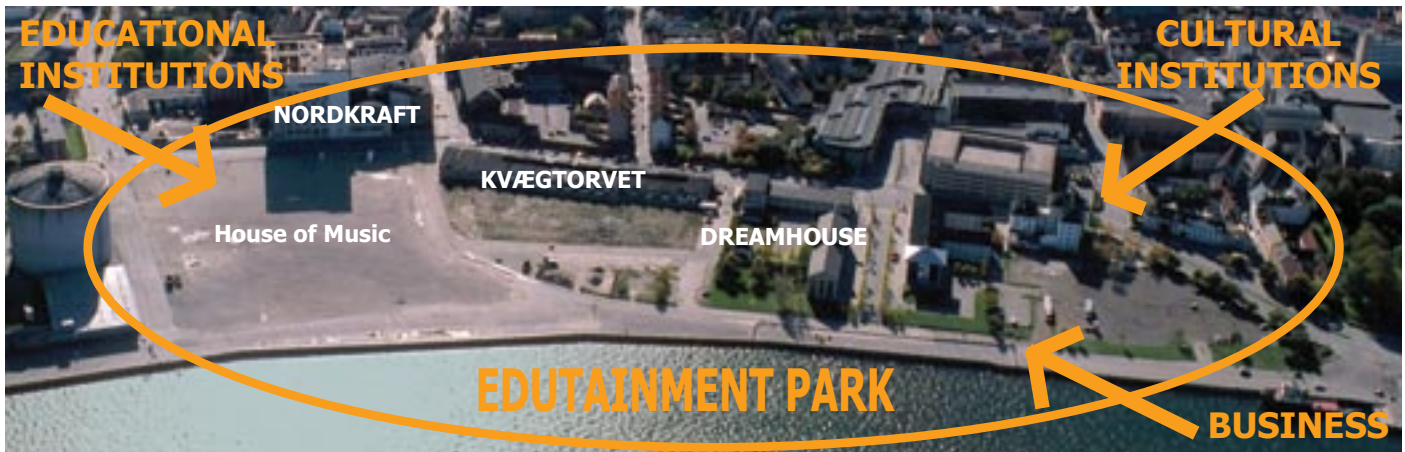 EDUCATIONAL
INSTITUTIONS
CULTURAL
INSTITUTIONS
NORDKRAFT
KVÆGTORVET
House of Music
DREAMHOUSE
EDUTAINMENT PARK
BUSINESS